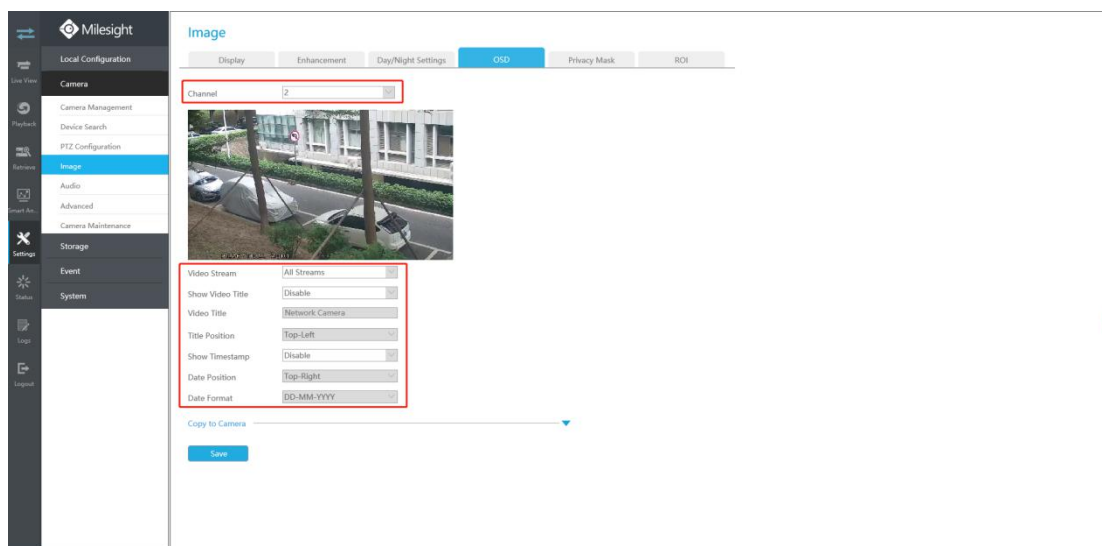 Milesight
Image
Local Configuration
Display Enhancement Day/Night Settings OSD Privacy Mask ROI
Live View
Camera
Channel 2
Camera Management
Playback
Device Search
PTZ Configuration
Retrieve
Image
Audio
Smart An...
Advanced
Camera Maintenance
Settings
Storage
Event
Status
System
Logs
Logout
Video Stream All Streams
Show Video Title Disable
Video Title Network Camera
Title Position Top-Left
Show Timestamp Disable
Date Position Top-Right
Date Format DD-MM-YYYY
Copy to Camera
Save